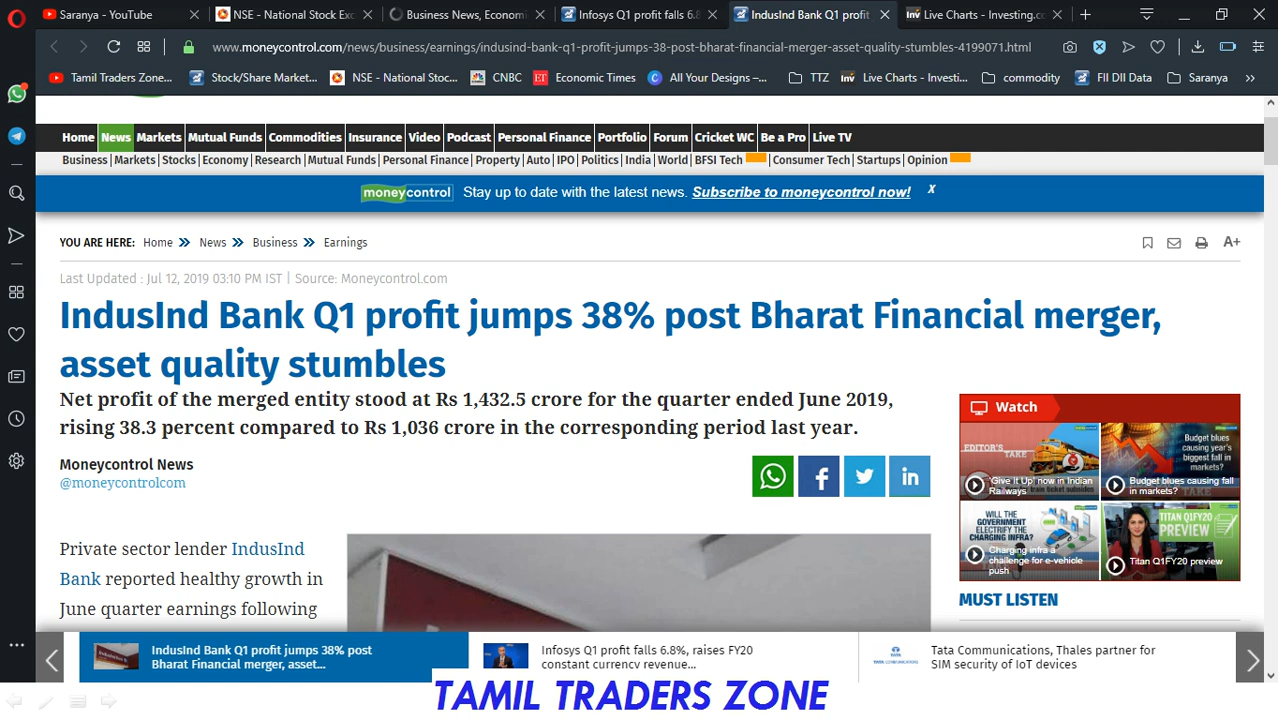 Saranya - YouTube
NSE - National Stock Exc
Business News, Econom
Infosys Q1 profit falls 6.8
IndusInd Bank Q1 profit
Inv Live Charts - Investing.co
www.moneycontrol.com/news/business/earnings/indusind-bank-q1-profit-jumps-38-post-bharat-financial-merger-asset-quality-stumbles-4199071.html
Tamil Traders Zone...
Stock/Share Market...
NSE - National Stoc...
CNBC
ET Economic Times
C All Your Designs –...
TTZ
Inv Live Charts - Investi...
commodity
FII DII Data
Saranya
Home News Markets Mutual Funds Commodities Insurance Video Podcast Personal Finance Portfolio Forum Cricket WC Be a Pro Live TV
Business | Markets | Stocks | Economy | Research | Mutual Funds | Personal Finance | Property | Auto | IPO | Politics | India | World | BFSI Tech | Consumer Tech | Startups | Opinion
moneycontrol Stay up to date with the latest news. Subscribe to moneycontrol now! X
YOU ARE HERE: Home News Business Earnings
A+
Last Updated : Jul 12, 2019 03:10 PM IST | Source: Moneycontrol.com
IndusInd Bank Q1 profit jumps 38% post Bharat Financial merger,
asset quality stumbles
Net profit of the merged entity stood at Rs 1,432.5 crore for the quarter ended June 2019,
rising 38.3 percent compared to Rs 1,036 crore in the corresponding period last year.
Moneycontrol News
@moneycontrolcom
Private sector lender IndusInd
Bank reported healthy growth in
June quarter earnings following
Watch
EDITOR'S
TAKE
'Give It Up' now in Indian
Railways
Budget blues
causing year's
biggest fall in
markets?
Budget blues causing fall
in markets?
WILL THE
GOVERNMENT
ELECTRIFY THE
CHARGING INFRA?
Charging infra a
challenge for e-vehicle
push
TITAN Q1FY20
PREVIEW
Titan Q1FY20 preview
MUST LISTEN
IndusInd Bank Q1 profit jumps 38% post
Bharat Financial merger, asset...
Infosys Q1 profit falls 6.8%, raises FY20
constant currency revenue...
TATA
Tata Communications, Thales partner for
SIM security of IoT devices
TAMIL TRADERS ZONE